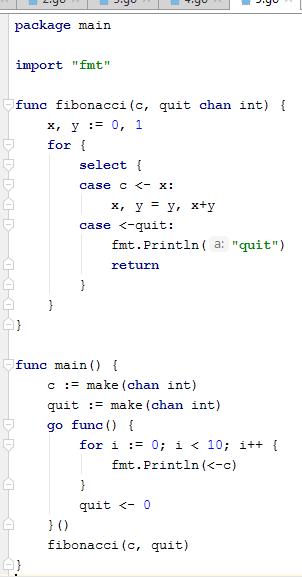 2.go 3.go 4.go 5.go
package main
import "fmt"
func fibonacci(c, quit chan int) {
x, y := 0, 1
for {
select {
case c <- x:
x, y = y, x+y
case <-quit:
fmt.Println( a: "quit")
return
}
}
}
func main() {
c := make(chan int)
quit := make(chan int)
go func() {
for i := 0; i < 10; i++ {
fmt.Println(<-c)
}
quit <- 0
}()
fibonacci(c, quit)
}